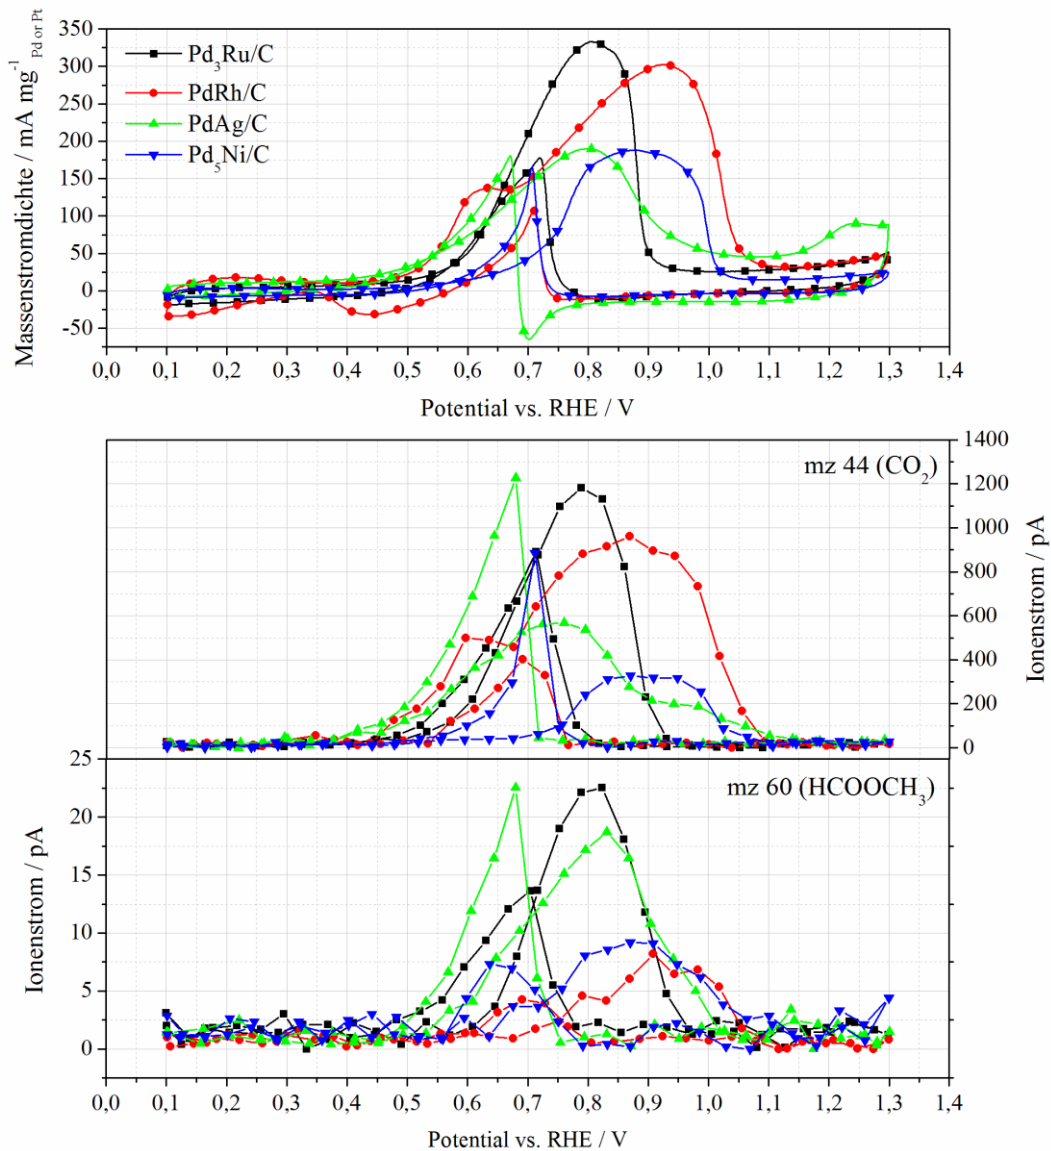 Massenstromdichte / mA mg⁻¹ Pd or Pt
350
300
250
200
150
100
50
0
-50
Pd₃Ru/C
PdRh/C
PdAg/C
Pd₅Ni/C
0,0 0,1 0,2 0,3 0,4 0,5 0,6 0,7 0,8 0,9 1,0 1,1 1,2 1,3 1,4
Potential vs. RHE / V
mz 44 (CO₂)
1400
1200
1000
800
600
400
200
0
Ionenstrom / pA
mz 60 (HCOOCH₃)
25
20
15
10
5
0
Ionenstrom / pA
0,0 0,1 0,2 0,3 0,4 0,5 0,6 0,7 0,8 0,9 1,0 1,1 1,2 1,3 1,4
Potential vs. RHE / V